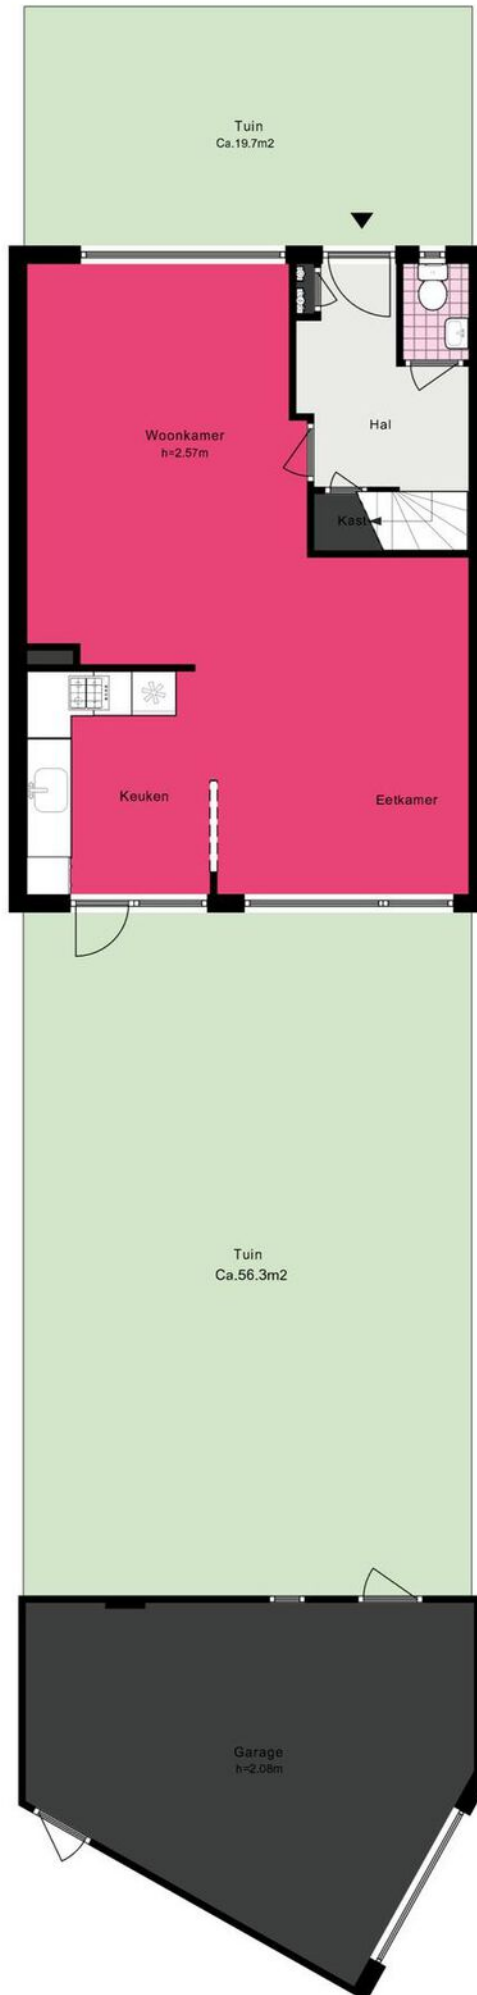 Tuin
Ca.19.7m2
Woonkamer
h=2.57m
Hal
Kast
Keuken
Eetkamer
Tuin
Ca.56.3m2
Garage
h=2.08m